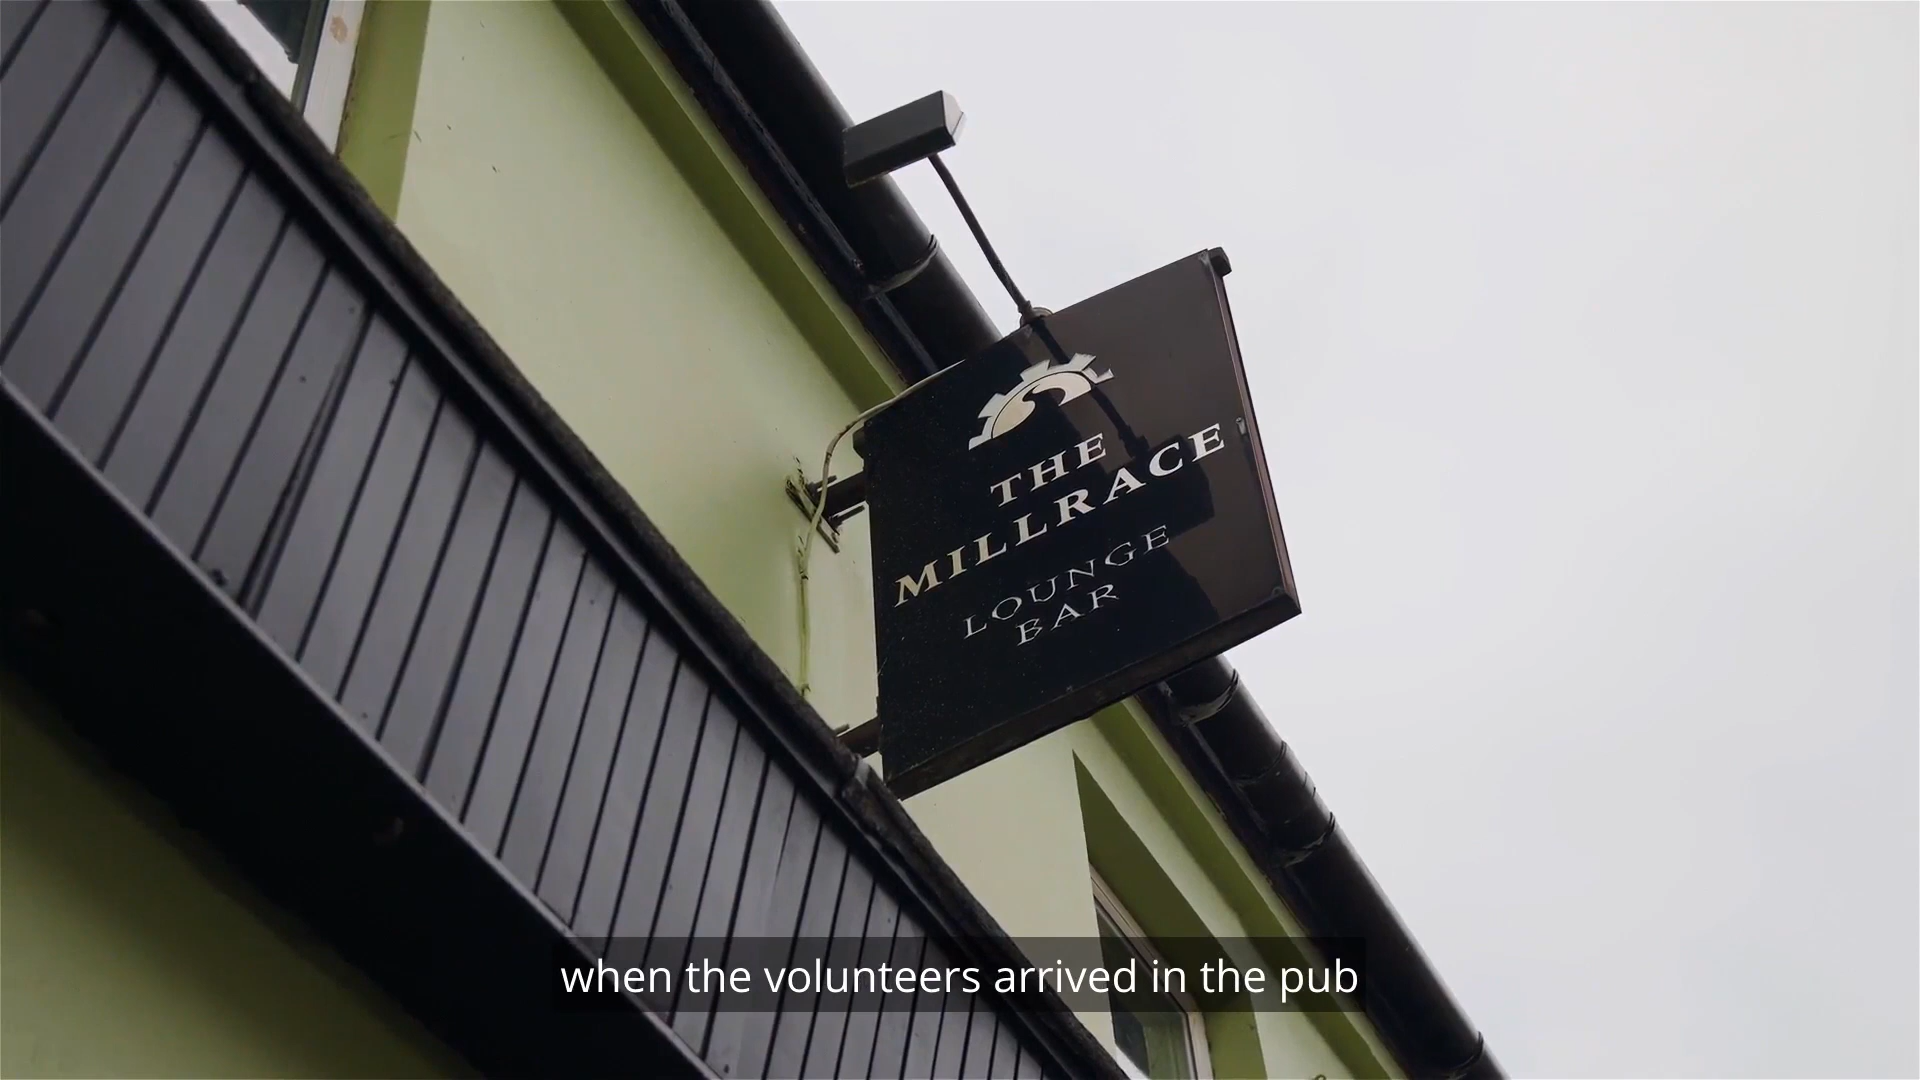 THE
MILLRACE
LOUNGE
BAR
when the volunteers arrived in the pub